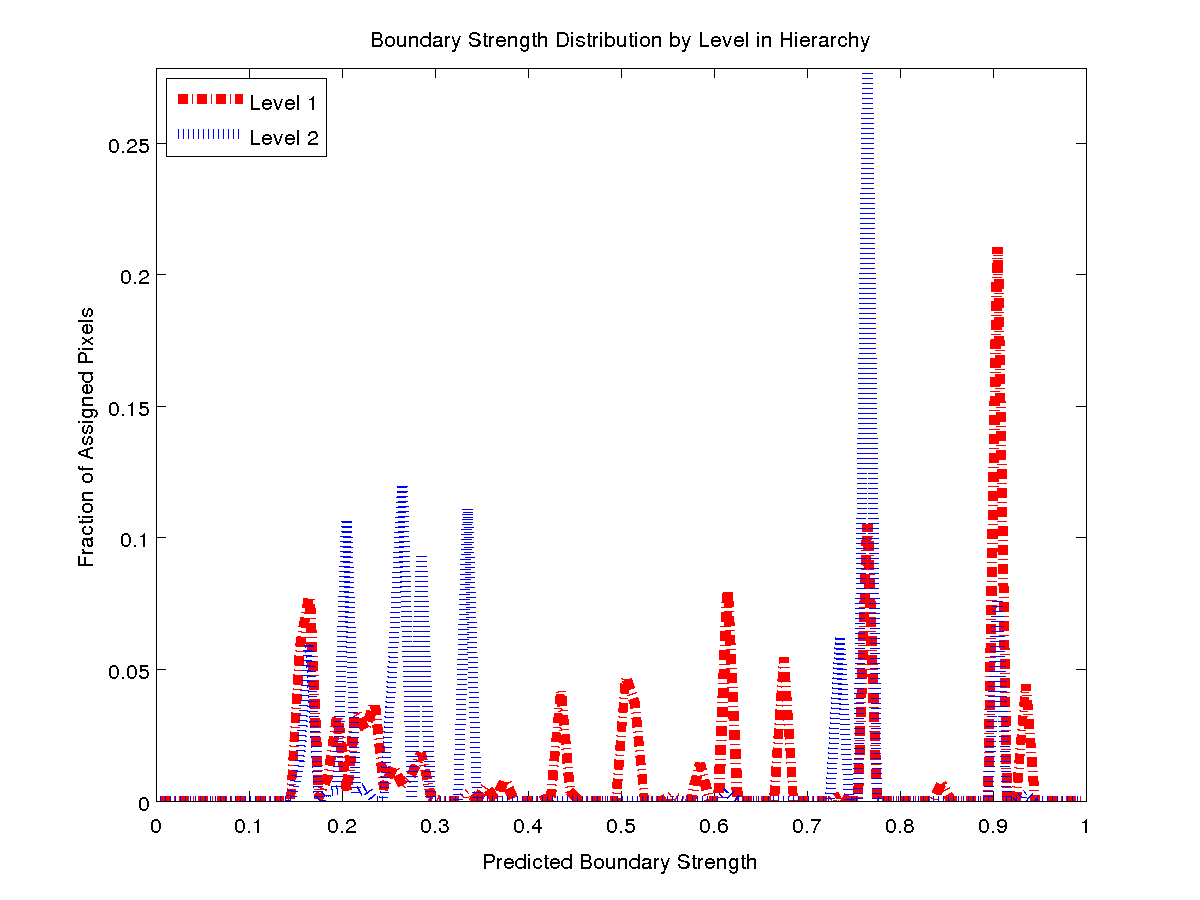 Boundary Strength Distribution by Level in Hierarchy
Level 1
Level 2
0.25
0.2
0.15
0.1
0.05
0
Fraction of Assigned Pixels
0 0.1 0.2 0.3 0.4 0.5 0.6 0.7 0.8 0.9 1
Predicted Boundary Strength